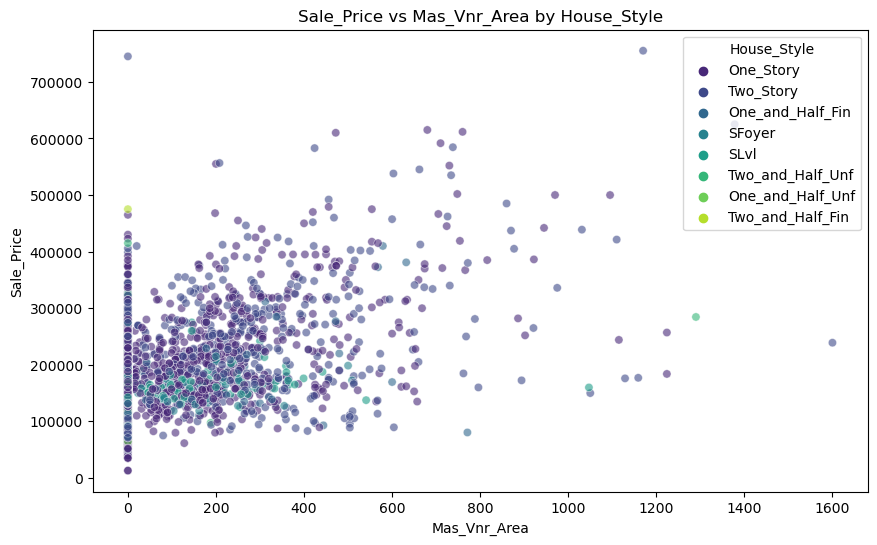 Sale_Price vs Mas_Vnr_Area by House_Style
House_Style
One_Story
Two_Story
One_and_Half_Fin
SFoyer
SLvl
Two_and_Half_Unf
One_and_Half_Unf
Two_and_Half_Fin
700000
600000
500000
400000
300000
200000
100000
0
Sale_Price
0 200 400 600 800 1000 1200 1400 1600
Mas_Vnr_Area